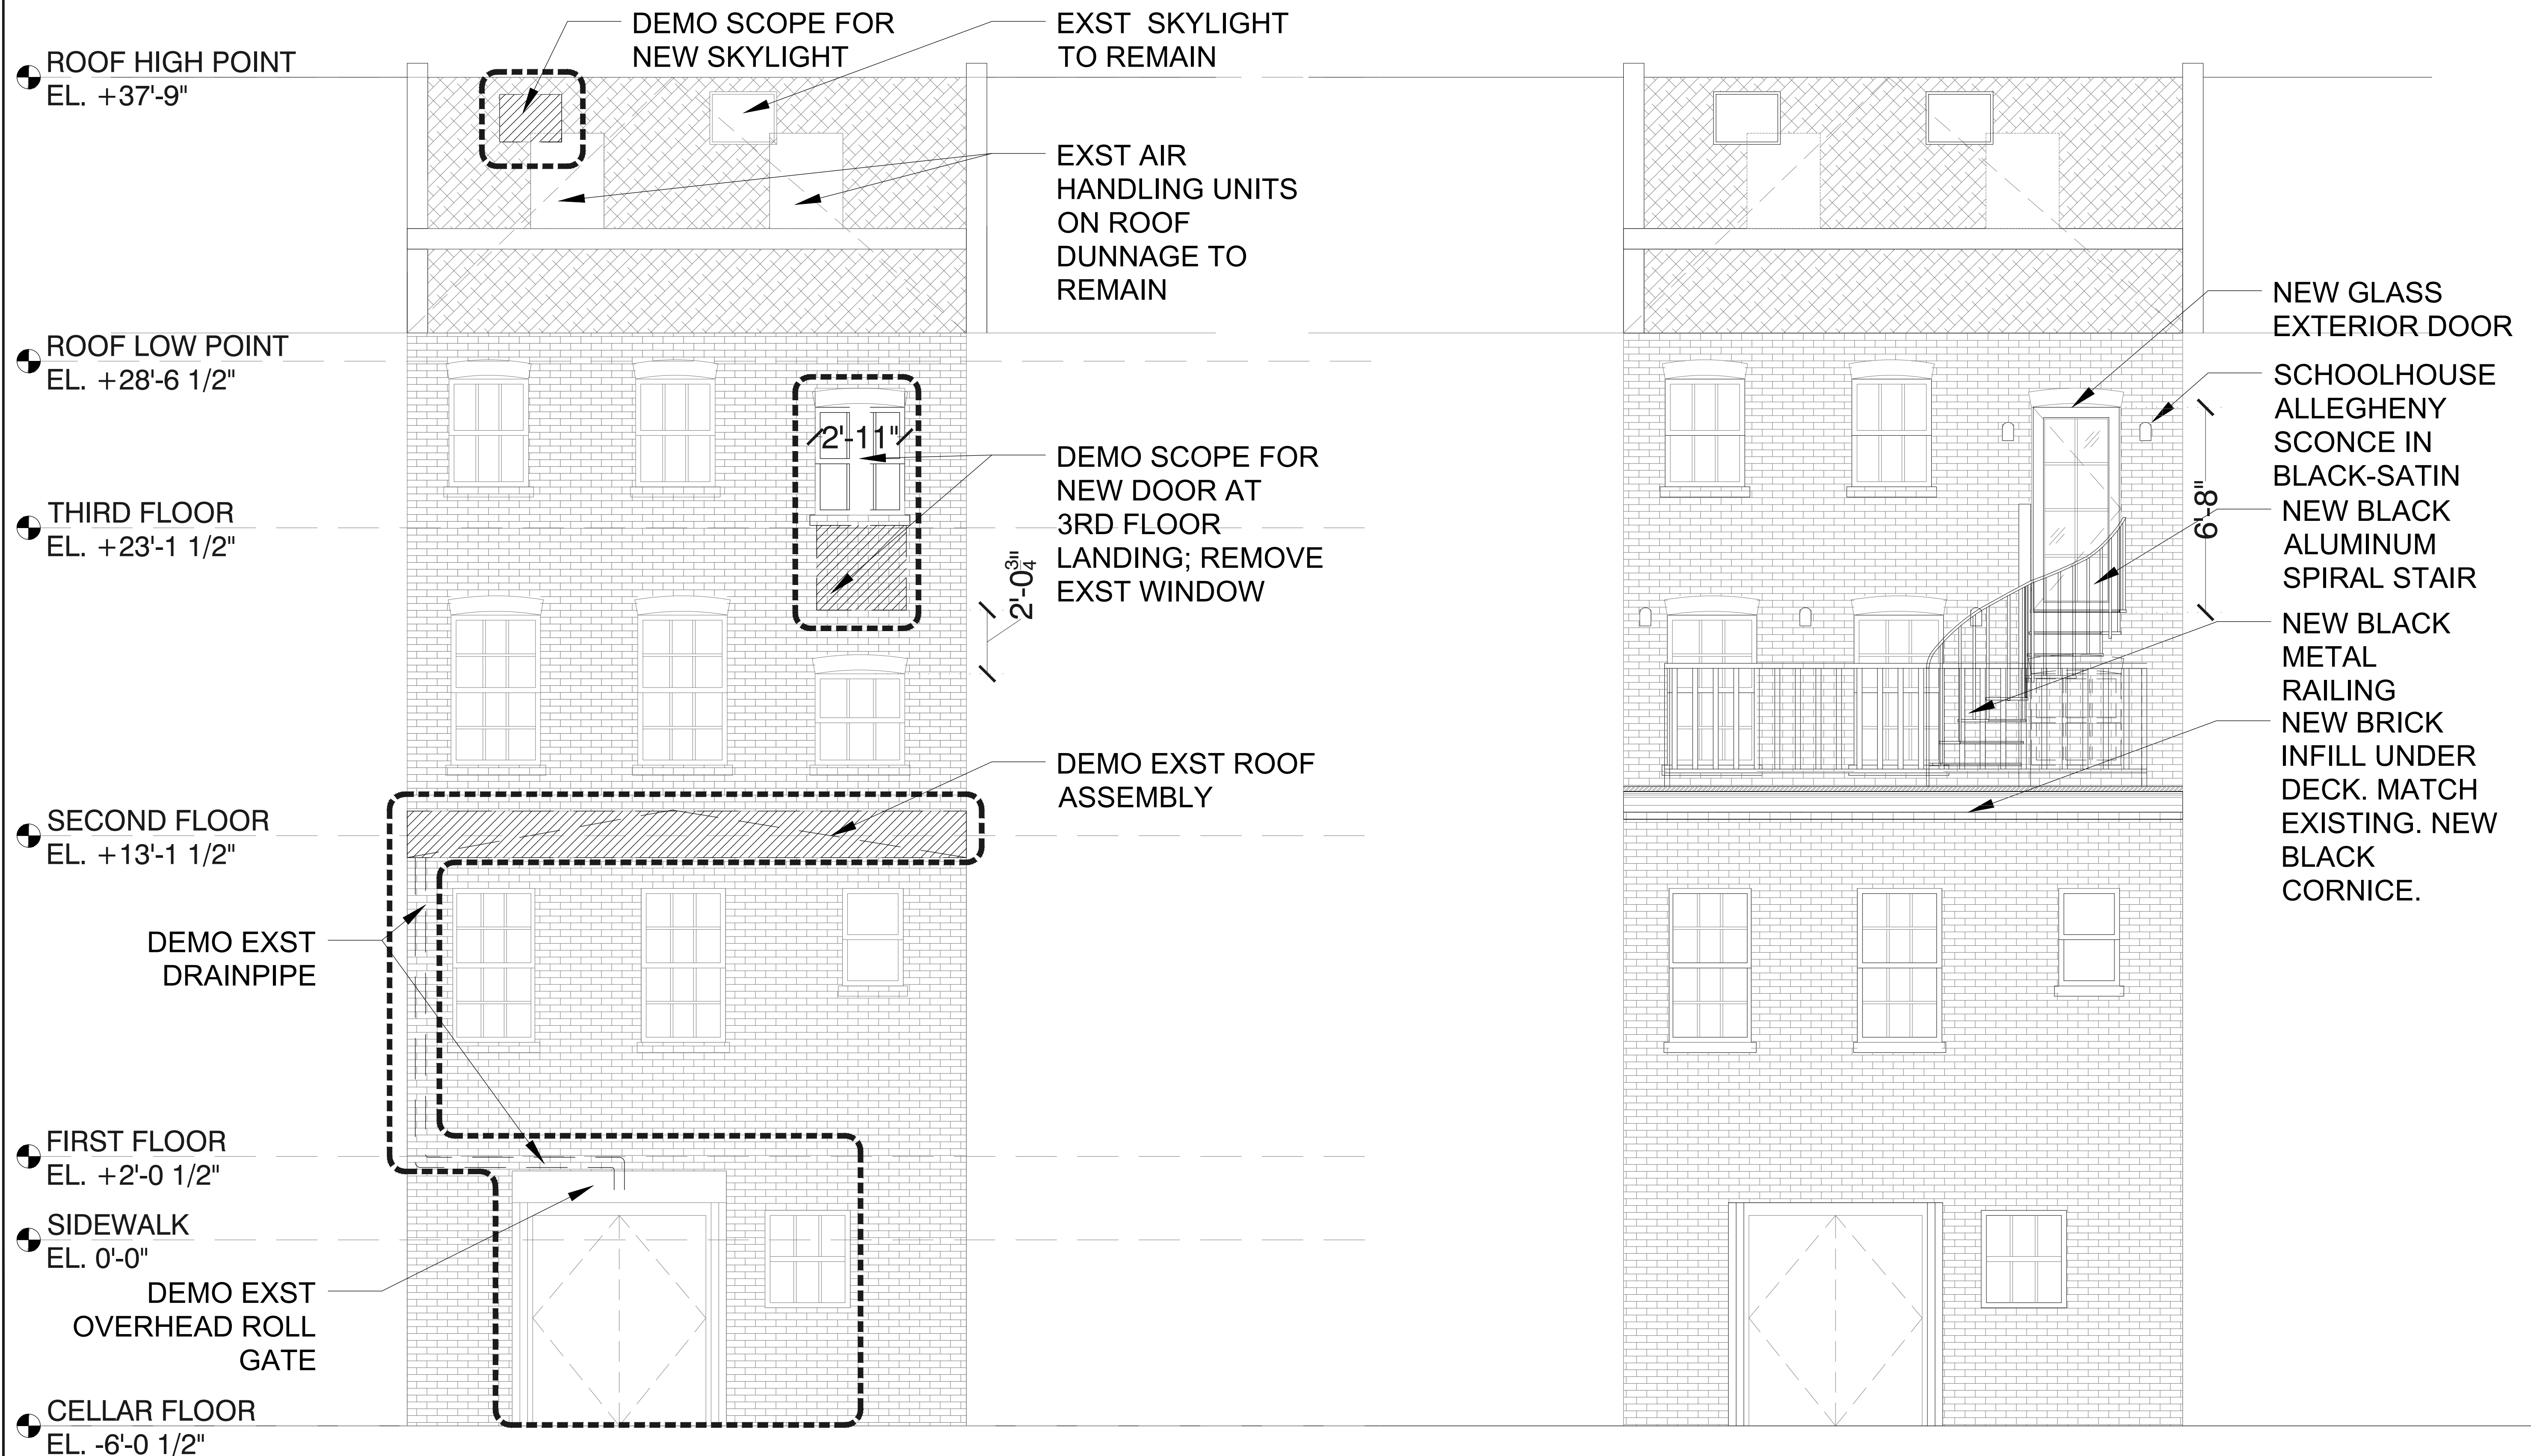 DEMO SCOPE FOR
NEW SKYLIGHT
EXST SKYLIGHT
TO REMAIN
ROOF HIGH POINT
EL. +37'-9"
EXST AIR
HANDLING UNITS
ON ROOF
DUNNAGE TO
REMAIN
ROOF LOW POINT
EL. +28'-6 1/2"
2'-11"
DEMO SCOPE FOR
NEW DOOR AT
3RD FLOOR
LANDING; REMOVE
EXST WINDOW
THIRD FLOOR
EL. +23'-1 1/2"
2'-0 3/4"
DEMO EXST ROOF
ASSEMBLY
SECOND FLOOR
EL. +13'-1 1/2"
DEMO EXST
DRAINPIPE
FIRST FLOOR
EL. +2'-0 1/2"
SIDEWALK
EL. 0'-0"
DEMO EXST
OVERHEAD ROLL
GATE
CELLAR FLOOR
EL. -6'-0 1/2"
NEW GLASS
EXTERIOR DOOR
SCHOOLHOUSE
ALLEGHENY
SCONCE IN
BLACK-SATIN
6'-8"
NEW BLACK
ALUMINUM
SPIRAL STAIR
NEW BLACK
METAL
RAILING
NEW BRICK
INFILL UNDER
DECK. MATCH
EXISTING. NEW
BLACK
CORNICE.